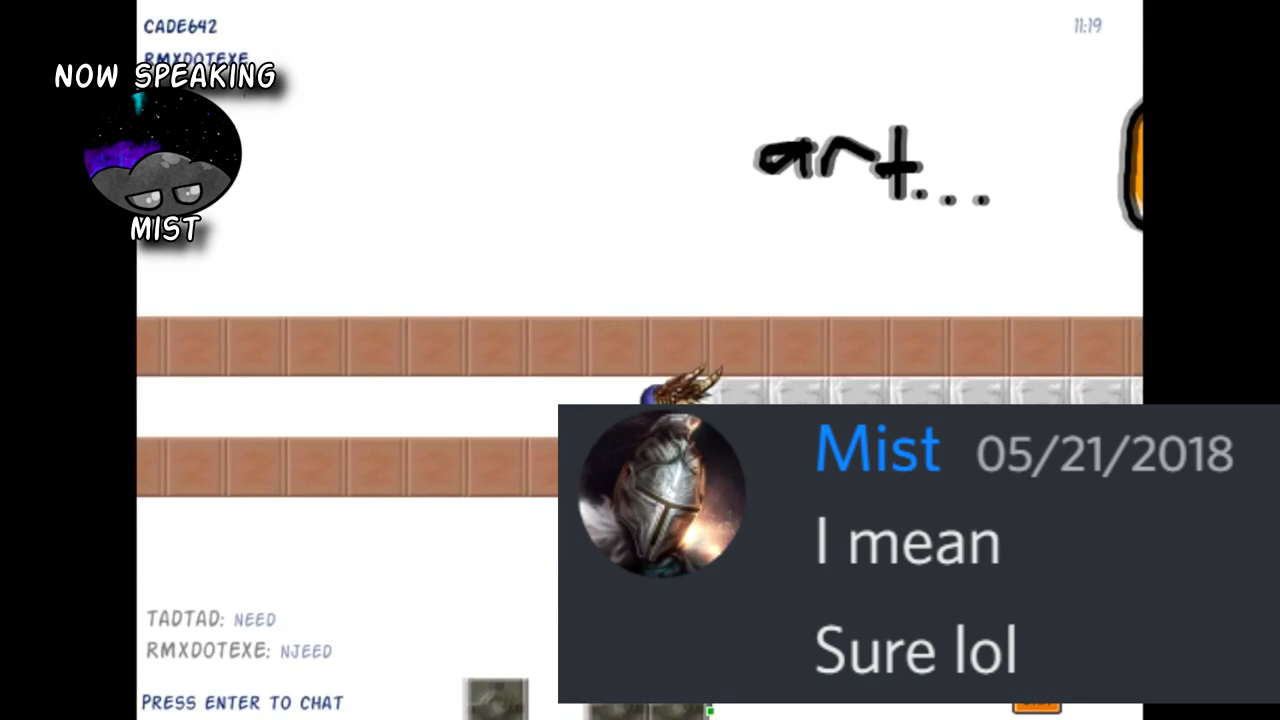 CADE642
11:19
RMXDOTEXE
NOW SPEAKING
art...
MIST
Mist 05/21/2018
I mean
Sure lol
TADTAD: NEED
RMXDOTEXE: NJEED
PRESS ENTER TO CHAT